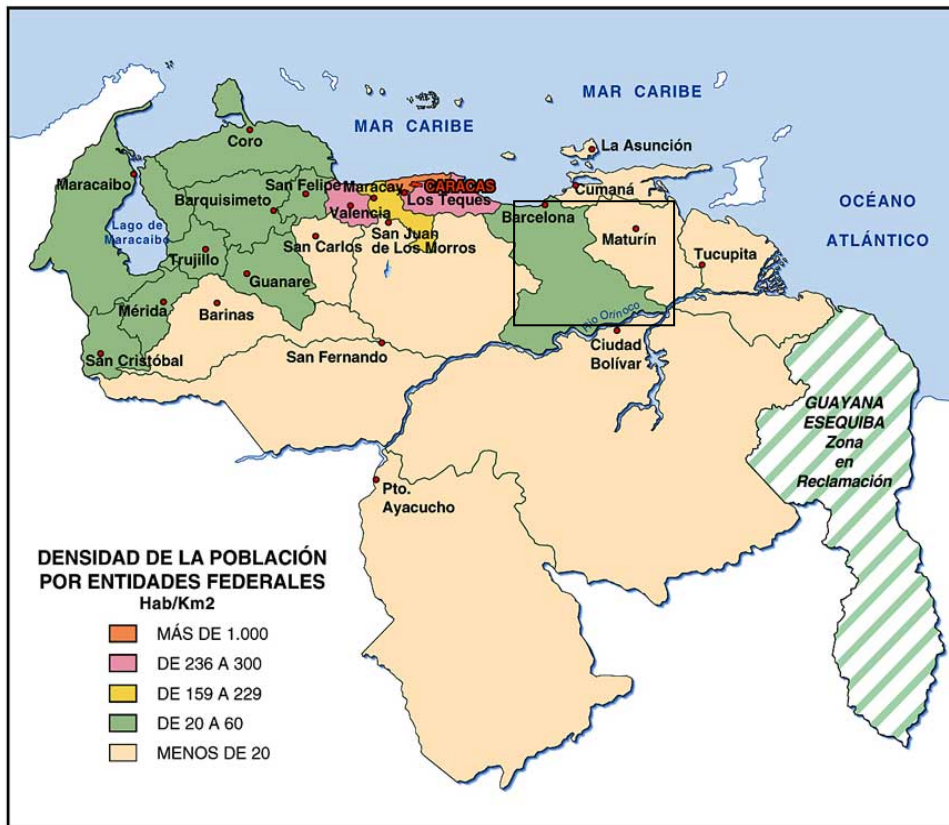 MAR CARIBE
MAR CARIBE
La Asunción
Coro
Maracaibo
San Felipe
Maracay
CARACAS
Los Teques
Cumaná
Barquisimeto
Valencia
Barcelona
OCÉANO
ATLÁNTICO
Lago de
Maracaibo
San Carlos
San Juan
de Los Morros
Maturín
Tucupita
Trujillo
Guanare
Mérida
Barinas
Río Orinoco
San Cristóbal
San Fernando
Ciudad
Bolívar
GUAYANA
ESEQUIBA
Zona
en
Reclamación
Pto.
Ayacucho
DENSIDAD DE LA POBLACIÓN
POR ENTIDADES FEDERALES
Hab/Km2
MÁS DE 1.000
DE 236 A 300
DE 159 A 229
DE 20 A 60
MENOS DE 20